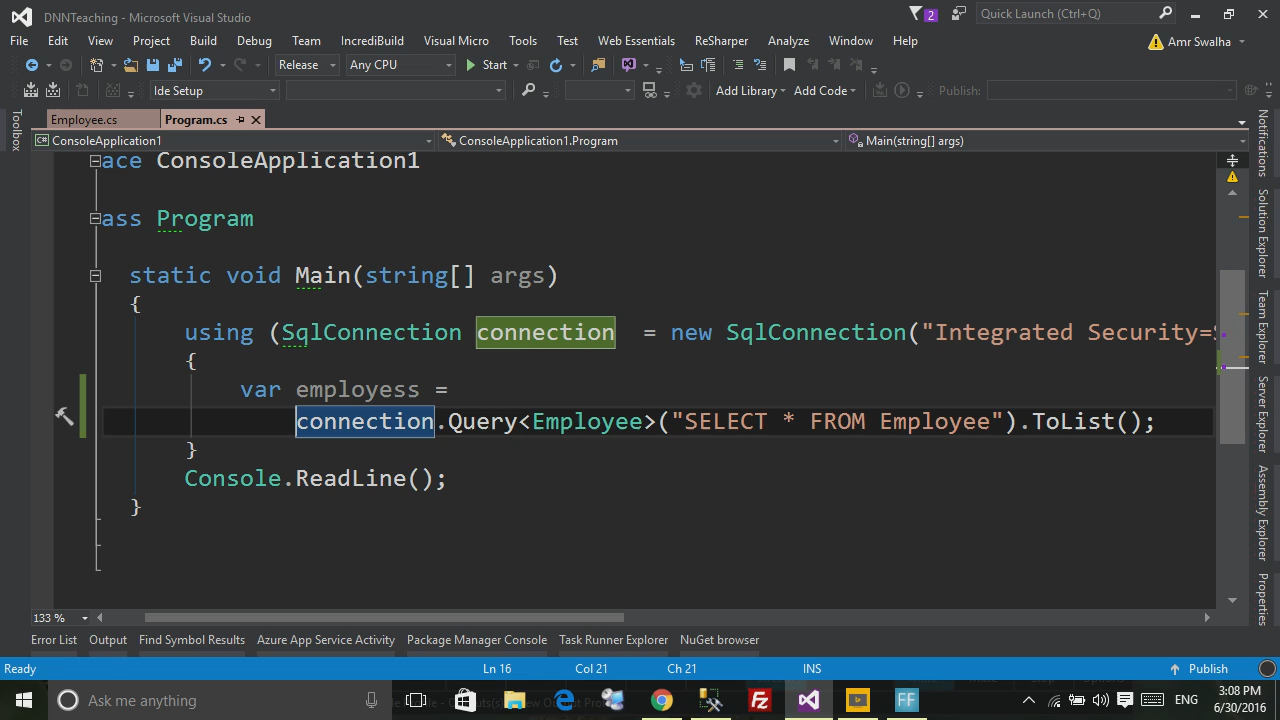 DNNTeaching - Microsoft Visual Studio
2
Quick Launch (Ctrl+Q)
File Edit View Project Build Debug Team IncrediBuild Visual Micro Tools Test Web Essentials ReSharper Analyze Window Help
Amr Swalha
Release Any CPU Start
Ide Setup Add Library Add Code Publish:
Employee.cs Program.cs
ConsoleApplication1 ConsoleApplication1.Program Main(string[] args)
Toolbox
ace ConsoleApplication1
ass Program
static void Main(string[] args)
{
using (SqlConnection connection = new SqlConnection("Integrated Security=S
{
var employess =
connection.Query<Employee>("SELECT * FROM Employee").ToList();
}
Console.ReadLine();
}
Notifications
Solution Explorer
Team Explorer
Server Explorer
Assembly Explorer
Properties
133 %
Error List Output Find Symbol Results Azure App Service Activity Package Manager Console Task Runner Explorer NuGet browser
Ready Ln 16 Col 21 Ch 21 INS Publish
Ask me anything
FF
ENG
3:08 PM
6/30/2016